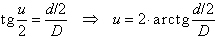 tg u/2 = d/2 / D ⇒ u = 2 · arctg d/2 / D